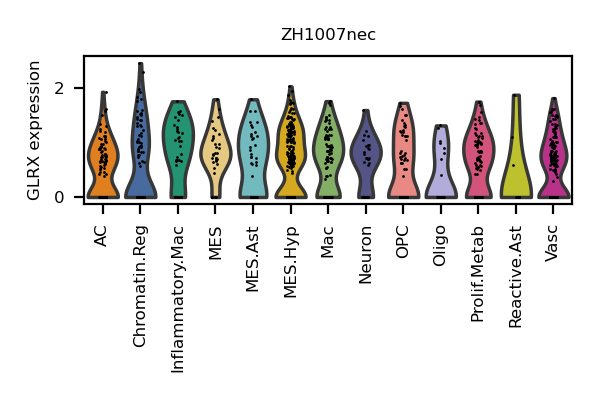 ZH1007nec
GLRX expression
2
0
AC
Chromatin.Reg
Inflammatory.Mac
MES
MES.Ast
MES.Hyp
Mac
Neuron
OPC
Oligo
Prolif.Metab
Reactive.Ast
Vasc